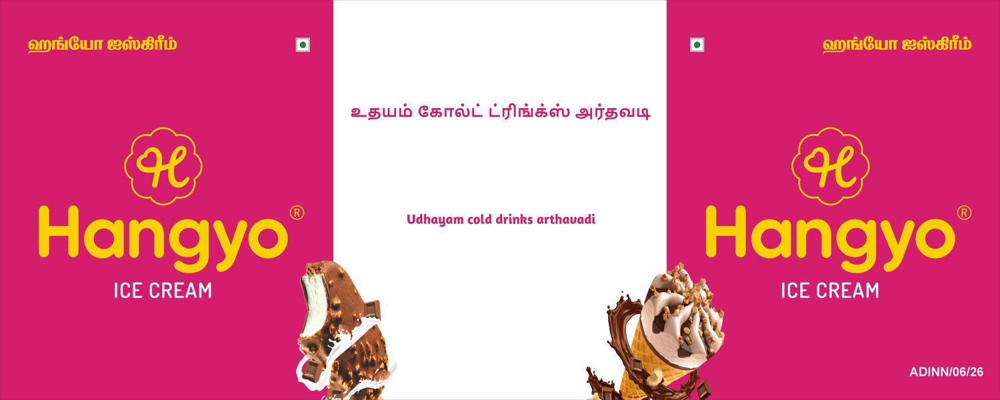 ஹங்யோ ஐஸ்கிரீம்
H
Hangyo®
ICE CREAM
உதயம் கோல்ட் ட்ரிங்க்ஸ் அர்தவடி
Udhayam cold drinks arthavadi
ஹங்யோ ஐஸ்கிரீம்
H
Hangyo®
ICE CREAM
ADINN/06/26